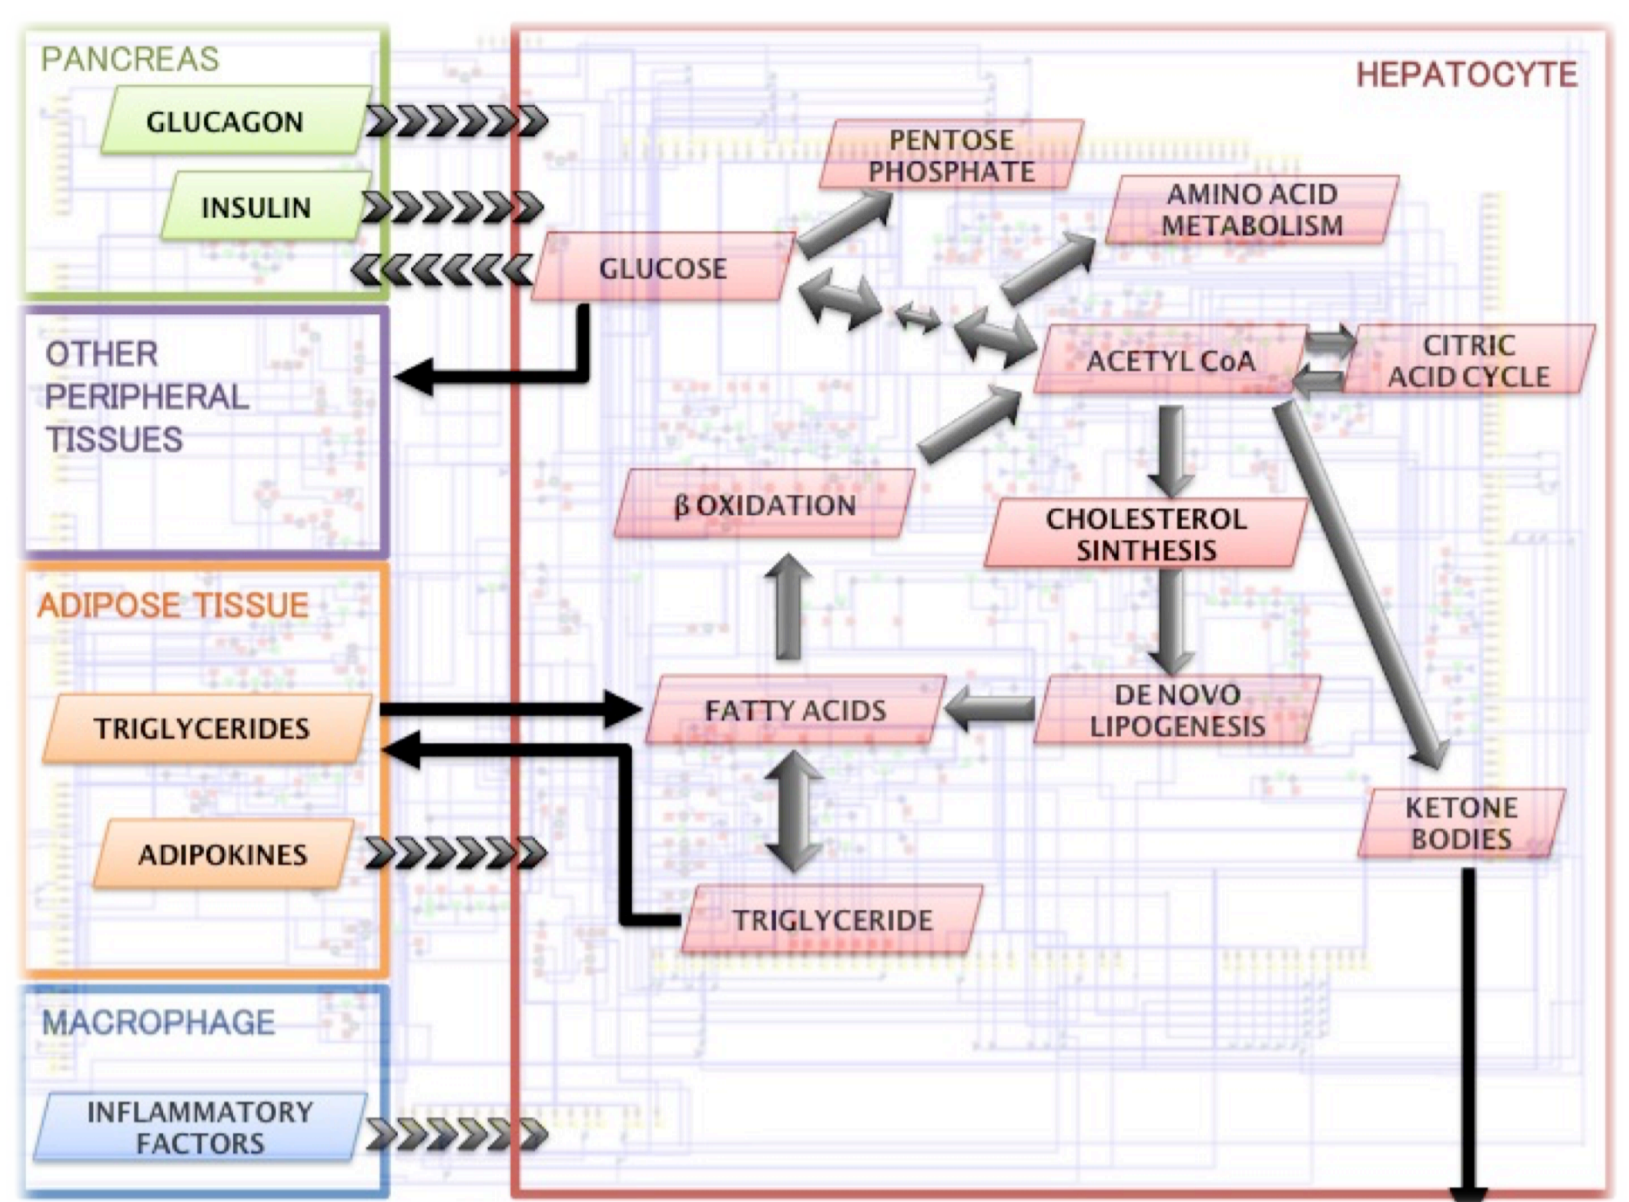 PANCREAS
GLUCAGON
INSULIN
OTHER
PERIPHERAL
TISSUES
ADIPOSE TISSUE
TRIGLYCERIDES
ADIPOKINES
MACROPHAGE
INFLAMMATORY
FACTORS
HEPATOCYTE
PENTOSE
PHOSPHATE
AMINO ACID
METABOLISM
GLUCOSE
ACETYL CoA
CITRIC
ACID CYCLE
β OXIDATION
CHOLESTEROL
SINTHESIS
FATTY ACIDS
DE NOVO
LIPOGENESIS
KETONE
BODIES
TRIGLYCERIDE